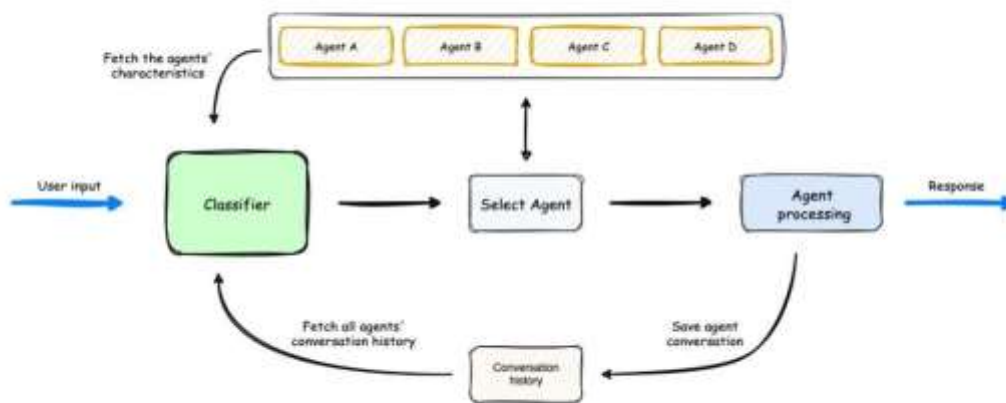 Agent A
Agent B
Agent C
Agent D
Fetch the agents'
characteristics
User input
Classifier
Select Agent
Agent
processing
Response
Fetch all agents'
conversation history
Save agent
conversation
Conversation
history